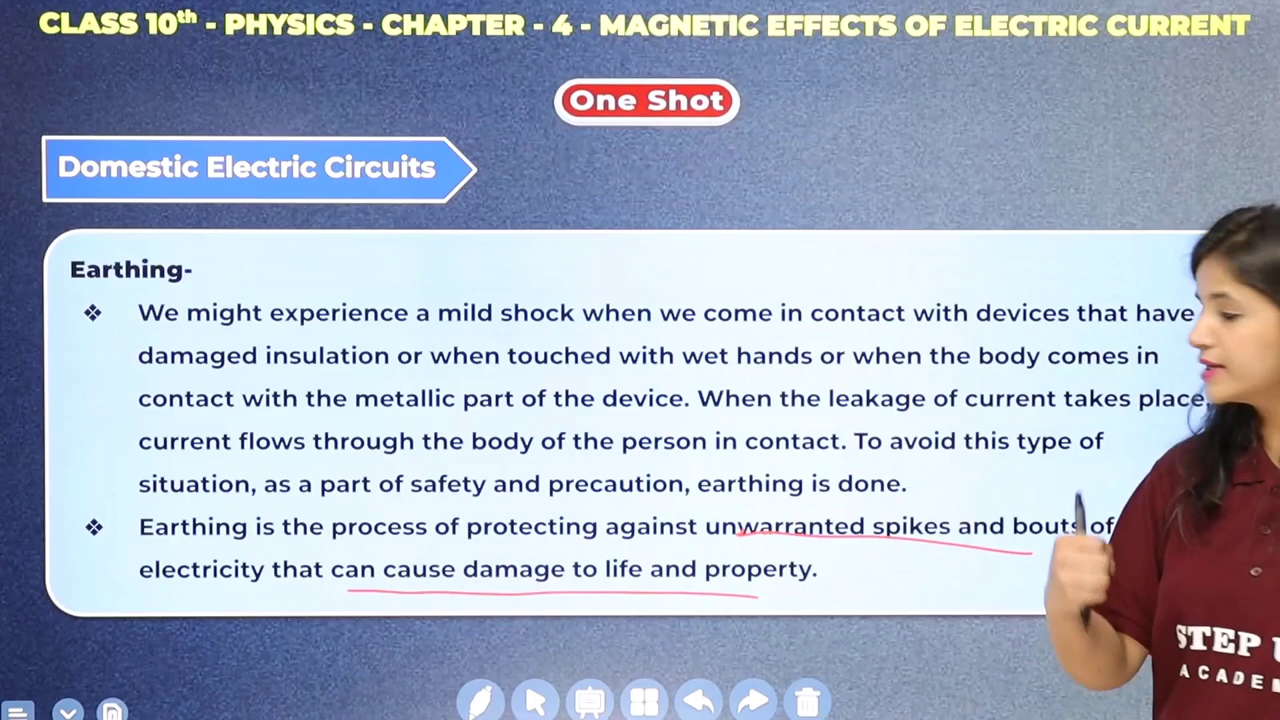 CLASS 10th - PHYSICS - CHAPTER - 4 - MAGNETIC EFFECTS OF ELECTRIC CURRENT
One Shot
Domestic Electric Circuits
Earthing-
❖ We might experience a mild shock when we come in contact with devices that have
damaged insulation or when touched with wet hands or when the body comes in
contact with the metallic part of the device. When the leakage of current takes place,
current flows through the body of the person in contact. To avoid this type of
situation, as a part of safety and precaution, earthing is done.
❖ Earthing is the process of protecting against unwarranted spikes and bouts of
electricity that can cause damage to life and property.
STEP
ACADEM